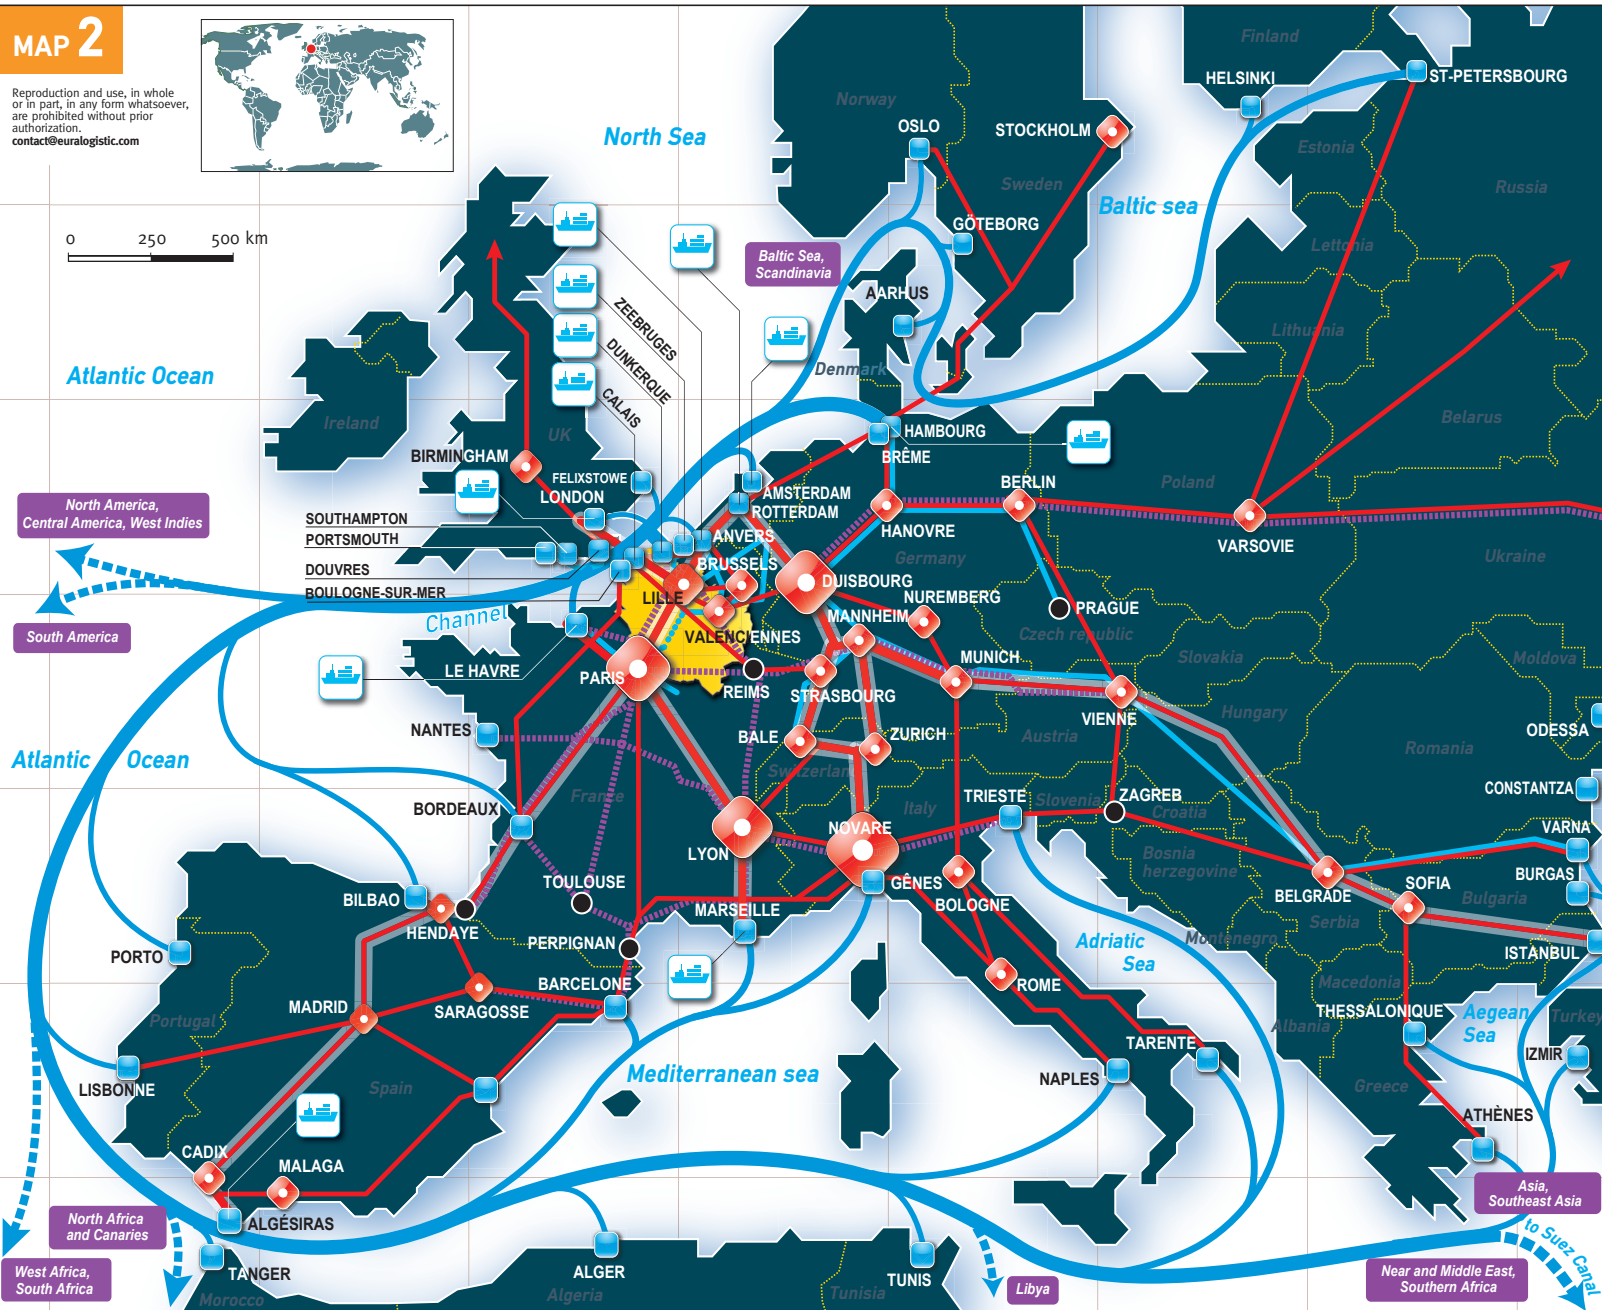 MAP 2
Reproduction and use, in whole
or in part, in any form whatsoever,
are prohibited without prior
authorization.
contact@euralogistic.com
0 250 500 km
North Sea
Norway
OSLO
STOCKHOLM
Sweden
GÖTEBORG
Finland
HELSINKI
ST-PETERSBOURG
Estonia
Russia
Baltic sea
Lettonia
Baltic Sea,
Scandinavia
AARHUS
Lithuania
Denmark
ZEEBRUGES
DUNKERQUE
CALAIS
Atlantic Ocean
Ireland
UK
BIRMINGHAM
FELIXSTOWE
LONDON
SOUTHAMPTON
PORTSMOUTH
DOUVRES
BOULOGNE-SUR-MER
Channel
LE HAVRE
North America,
Central America, West Indies
South America
HAMBOURG
BRÊME
AMSTERDAM
ROTTERDAM
ANVERS
BRUSSELS
LILLE
VALENCIENNES
HANOVRE
BERLIN
Poland
Belarus
VARSOVIE
Ukraine
Germany
DUISBOURG
NUREMBERG
MANNHEIM
PRAGUE
Czech republic
Slovakia
Moldova
PARIS
REIMS
STRASBOURG
MUNICH
VIENNE
Hungary
NANTES
BALE
ZURICH
Austria
ODESSA
Romania
Atlantic Ocean
Switzerland
France
BORDEAUX
Italy
TRIESTE
Slovenia
ZAGREB
Croatia
CONSTANTZA
VARNA
NOVARE
LYON
Bosnia
herzegovine
BURGAS
TOULOUSE
GÊNES
BOLOGNE
BELGRADE
SOFIA
Bulgaria
BILBAO
HENDAYE
MARSEILLE
Serbia
PERPIGNAN
Adriatic
Sea
Montenegro
ISTANBUL
PORTO
BARCELONE
ROME
Macedonia
MADRID
SARAGOSSE
THESSALONIQUE
Aegean
Sea
Turkey
Portugal
Albania
TARENTE
IZMIR
LISBONNE
Spain
Mediterranean sea
NAPLES
Greece
ATHÈNES
CADIX
MALAGA
ALGÉSIRAS
North Africa
and Canaries
Asia,
Southeast Asia
to Suez Canal
West Africa,
South Africa
TANGER
Morocco
ALGER
Algeria
TUNIS
Tunisia
Libya
Near and Middle East,
Southern Africa